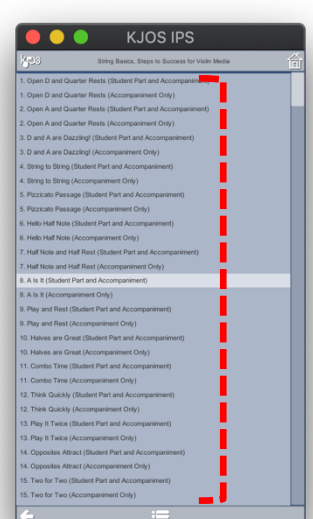 KJOS IPS
kjos
String Basics, Steps to Success for Violin Media
1. Open D and Quarter Rests (Student Part and Accompaniment)
1. Open D and Quarter Rests (Accompaniment Only)
2. Open A and Quarter Rests (Student Part and Accompaniment)
2. Open A and Quarter Rests (Accompaniment Only)
3. D and A are Dazzling! (Student Part and Accompaniment)
3. D and A are Dazzling! (Accompaniment Only)
4. String to String (Student Part and Accompaniment)
4. String to String (Accompaniment Only)
5. Pizzicato Passage (Student Part and Accompaniment)
5. Pizzicato Passage (Accompaniment Only)
6. Hello Half Note (Student Part and Accompaniment)
6. Hello Half Note (Accompaniment Only)
7. Half Note and Half Rest (Student Part and Accompaniment)
7. Half Note and Half Rest (Accompaniment Only)
8. A Is It (Student Part and Accompaniment)
8. A Is It (Accompaniment Only)
9. Play and Rest (Student Part and Accompaniment)
9. Play and Rest (Accompaniment Only)
10. Halves are Great (Student Part and Accompaniment)
10. Halves are Great (Accompaniment Only)
11. Combo Time (Student Part and Accompaniment)
11. Combo Time (Accompaniment Only)
12. Think Quickly (Student Part and Accompaniment)
12. Think Quickly (Accompaniment Only)
13. Play It Twice (Student Part and Accompaniment)
13. Play It Twice (Accompaniment Only)
14. Opposites Attract (Student Part and Accompaniment)
14. Opposites Attract (Accompaniment Only)
15. Two for Two (Student Part and Accompaniment)
15. Two for Two (Accompaniment Only)